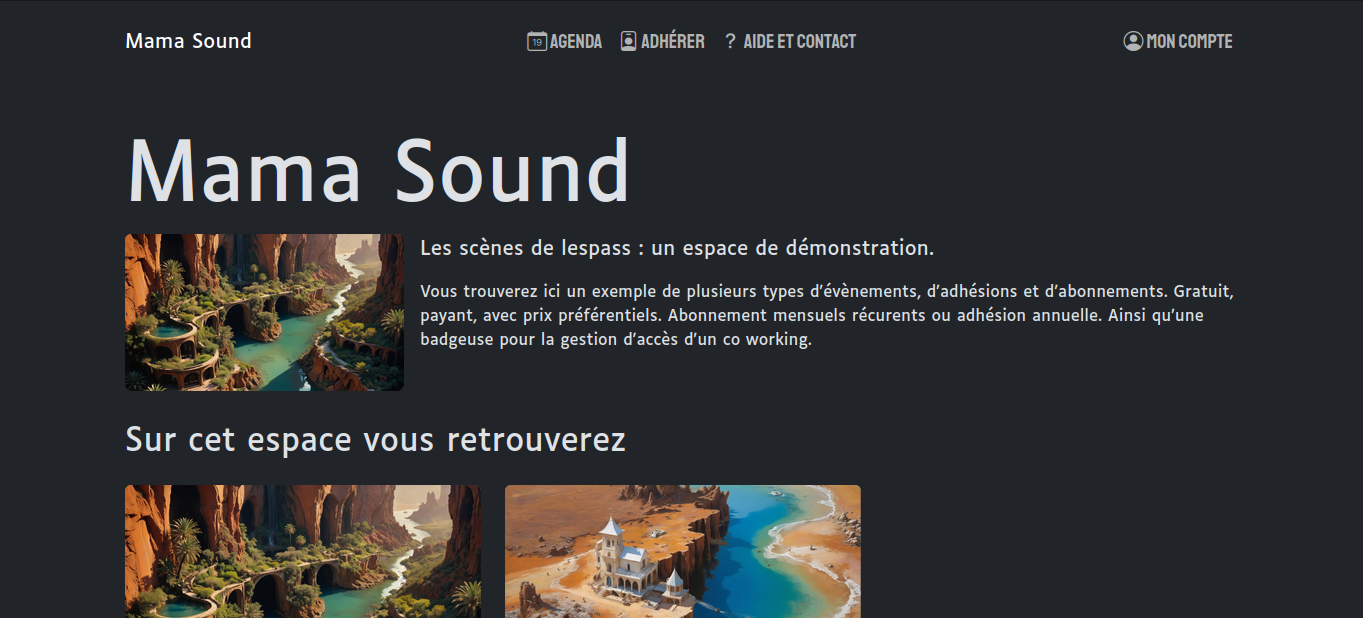 Mama Sound
19 AGENDA ADHÉRER ? AIDE ET CONTACT
MON COMPTE
Mama Sound
Les scènes de lespass : un espace de démonstration.
Vous trouverez ici un exemple de plusieurs types d'évènements, d'adhésions et d'abonnements. Gratuit,
payant, avec prix préférentiels. Abonnement mensuels récurents ou adhésion annuelle. Ainsi qu'une
badgeuse pour la gestion d'accès d'un co working.
Sur cet espace vous retrouverez